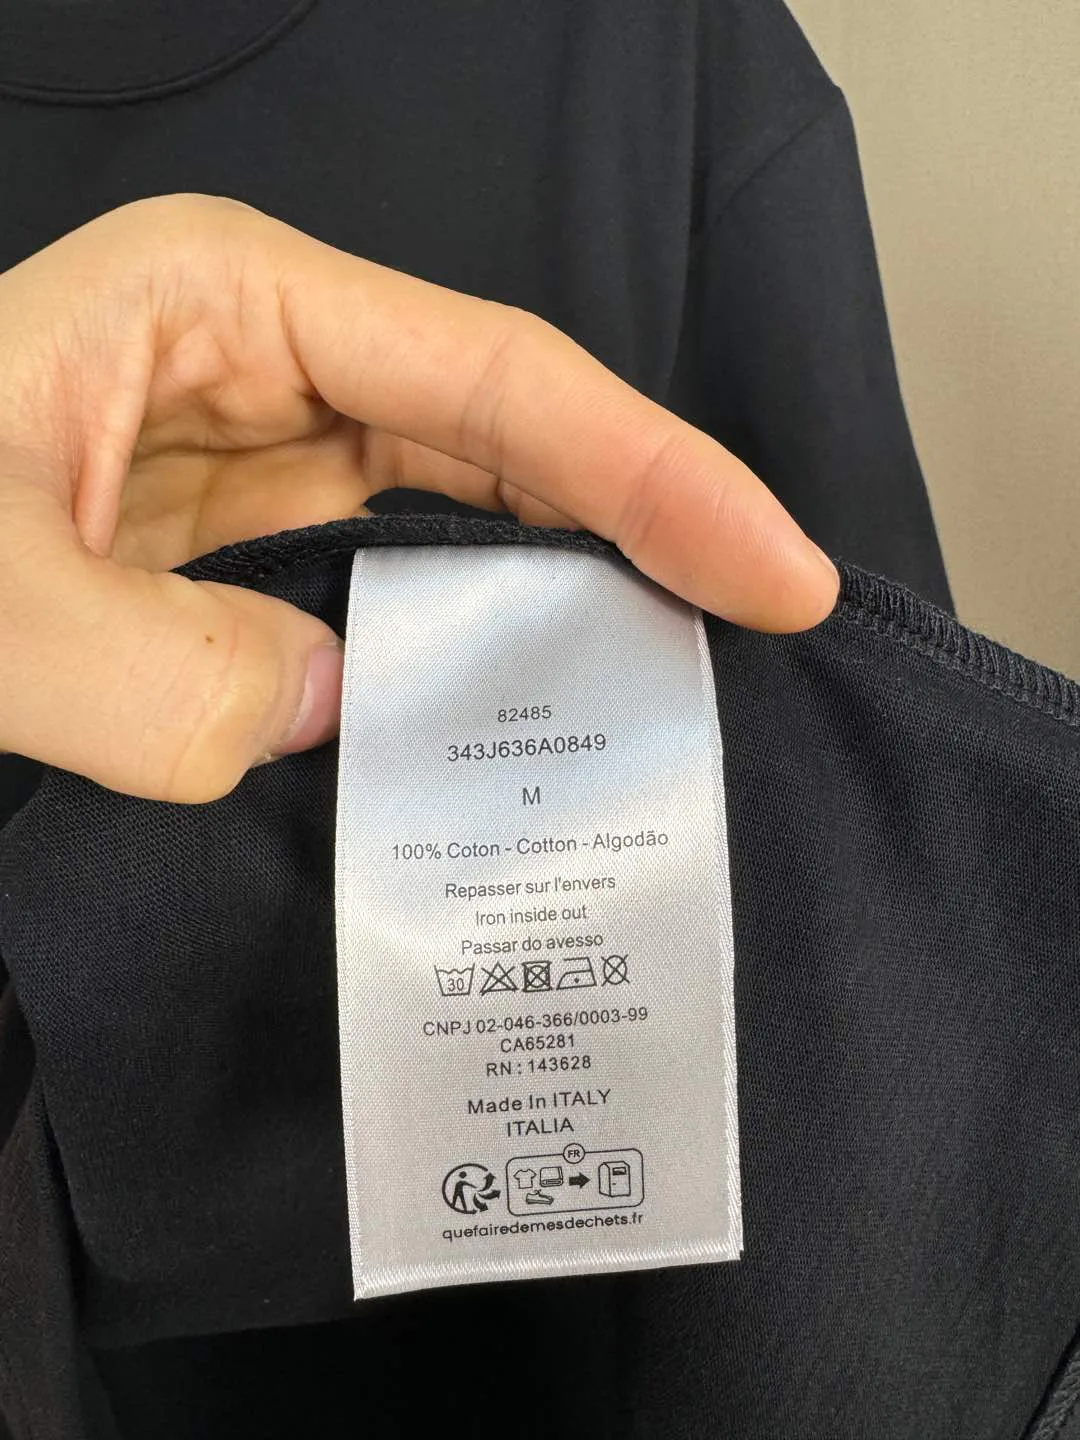 82485
343J636A0849
M
100% Coton - Cotton - Algodão
Repasser sur l'envers
Iron inside out
Passar do avesso
30
CNPJ 02-046-366/0003-99
CA65281
RN : 143628
Made In ITALY
ITALIA
FR
quefairedemesdechets.fr